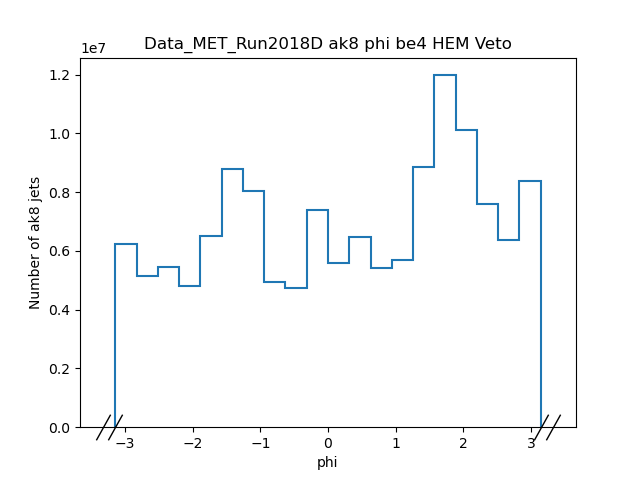 Data_MET_Run2018D ak8 phi be4 HEM Veto
1e7
1.2
1.0
0.8
0.6
0.4
0.2
0.0
Number of ak8 jets
−3 −2 −1 0 1 2 3
phi